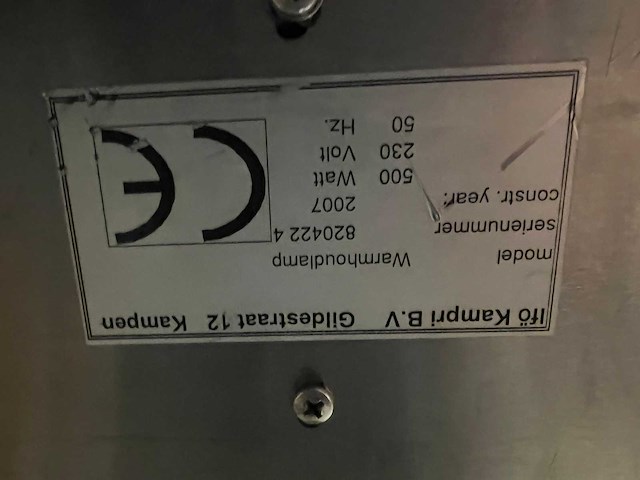 Ifö Kampri B.V Gildestraat 12 Kampen
model Warmhoudlamp
serienummer 820422 4
constr. year: 2007
500 Watt
230 Volt
50 Hz.
CE